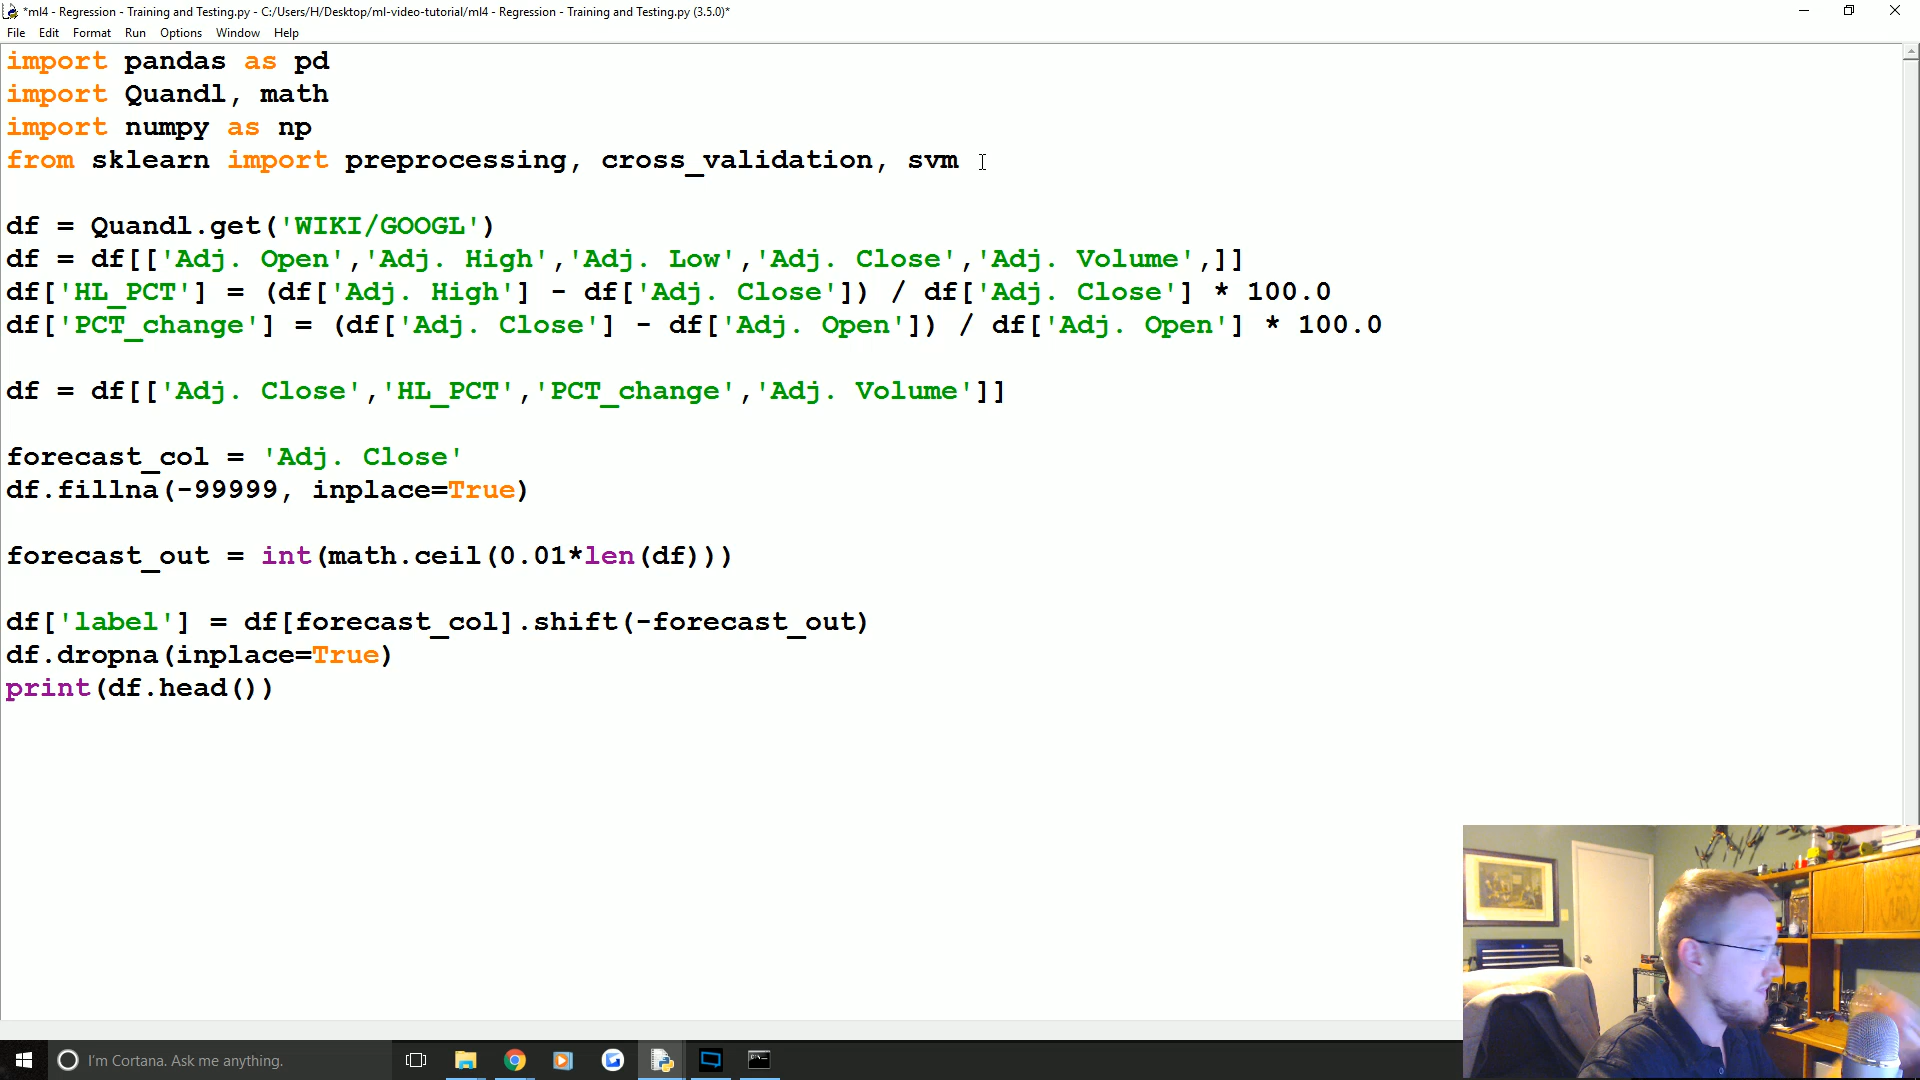 *ml4 - Regression - Training and Testing.py - C:/Users/H/Desktop/ml-video-tutorial/ml4 - Regression - Training and Testing.py (3.5.0)*
File Edit Format Run Options Window Help
import pandas as pd
import Quandl, math
import numpy as np
from sklearn import preprocessing, cross_validation, svm
df = Quandl.get('WIKI/GOOGL')
df = df[['Adj. Open','Adj. High','Adj. Low','Adj. Close','Adj. Volume',]]
df['HL_PCT'] = (df['Adj. High'] - df['Adj. Close']) / df['Adj. Close'] * 100.0
df['PCT_change'] = (df['Adj. Close'] - df['Adj. Open']) / df['Adj. Open'] * 100.0
df = df[['Adj. Close','HL_PCT','PCT_change','Adj. Volume']]
forecast_col = 'Adj. Close'
df.fillna(-99999, inplace=True)
forecast_out = int(math.ceil(0.01*len(df)))
df['label'] = df[forecast_col].shift(-forecast_out)
df.dropna(inplace=True)
print(df.head())
I'm Cortana. Ask me anything.